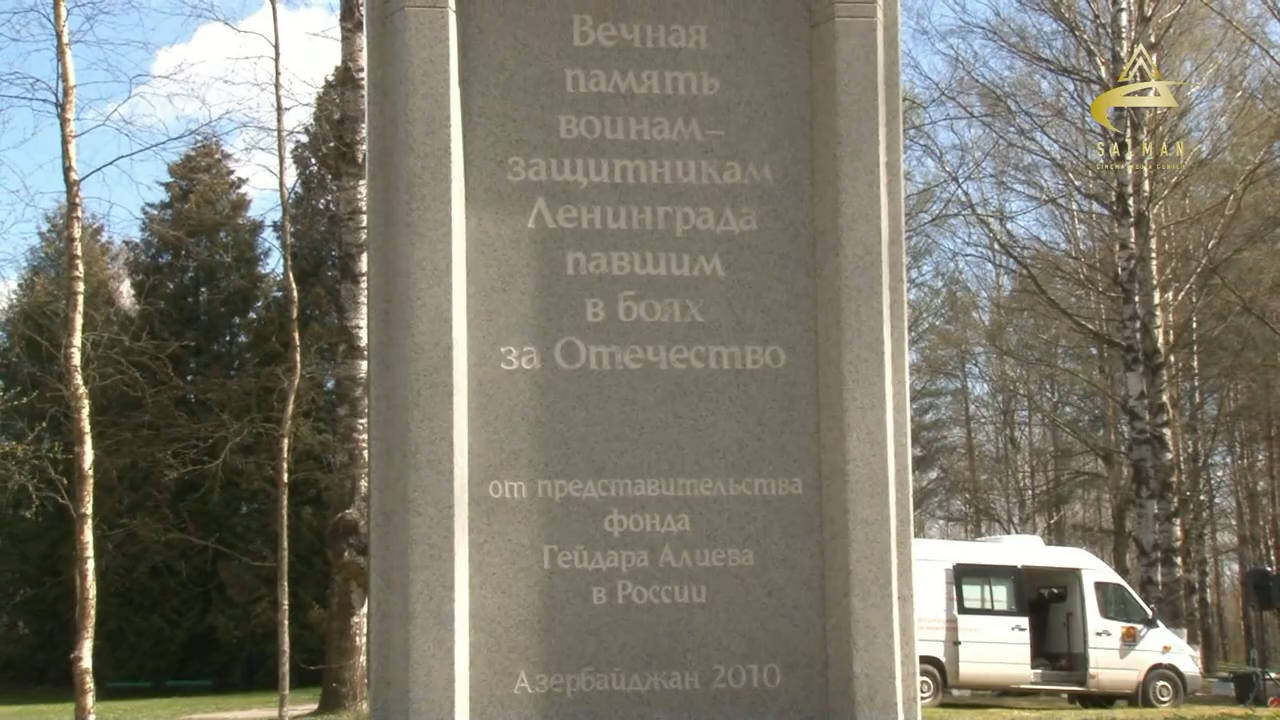 Вечная
память
воинам–
защитникам
Ленинграда
павшим
в боях
за Отечество
от представительства
фонда
Гейдара Алиева
в России
Азербайджан 2010
SALMAN